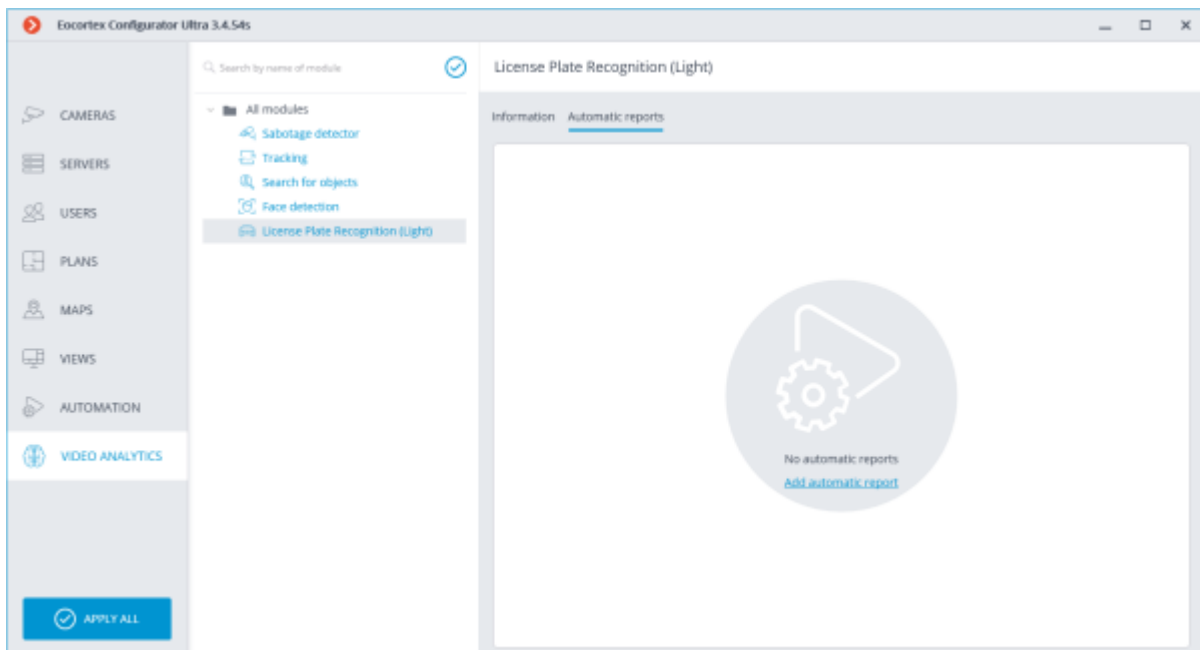 Eocortex Configurator Ultra 3.4.54s
Search by name of module
License Plate Recognition (Light)
CAMERAS
SERVERS
USERS
PLANS
MAPS
VIEWS
AUTOMATION
VIDEO ANALYTICS
APPLY ALL
All modules
Sabotage detector
Tracking
Search for objects
Face detection
License Plate Recognition (Light)
Information Automatic reports
No automatic reports
Add automatic report